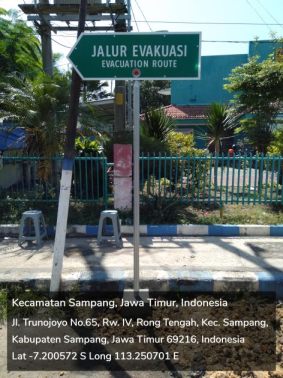 JALUR EVAKUASI
EVACUATION ROUTE
Kecamatan Sampang, Jawa Timur, Indonesia
Jl. Trunojoyo No.65, Rw. IV, Rong Tengah, Kec. Sampang,
Kabupaten Sampang, Jawa Timur 69216, Indonesia
Lat -7.200572 S Long 113.250701 E